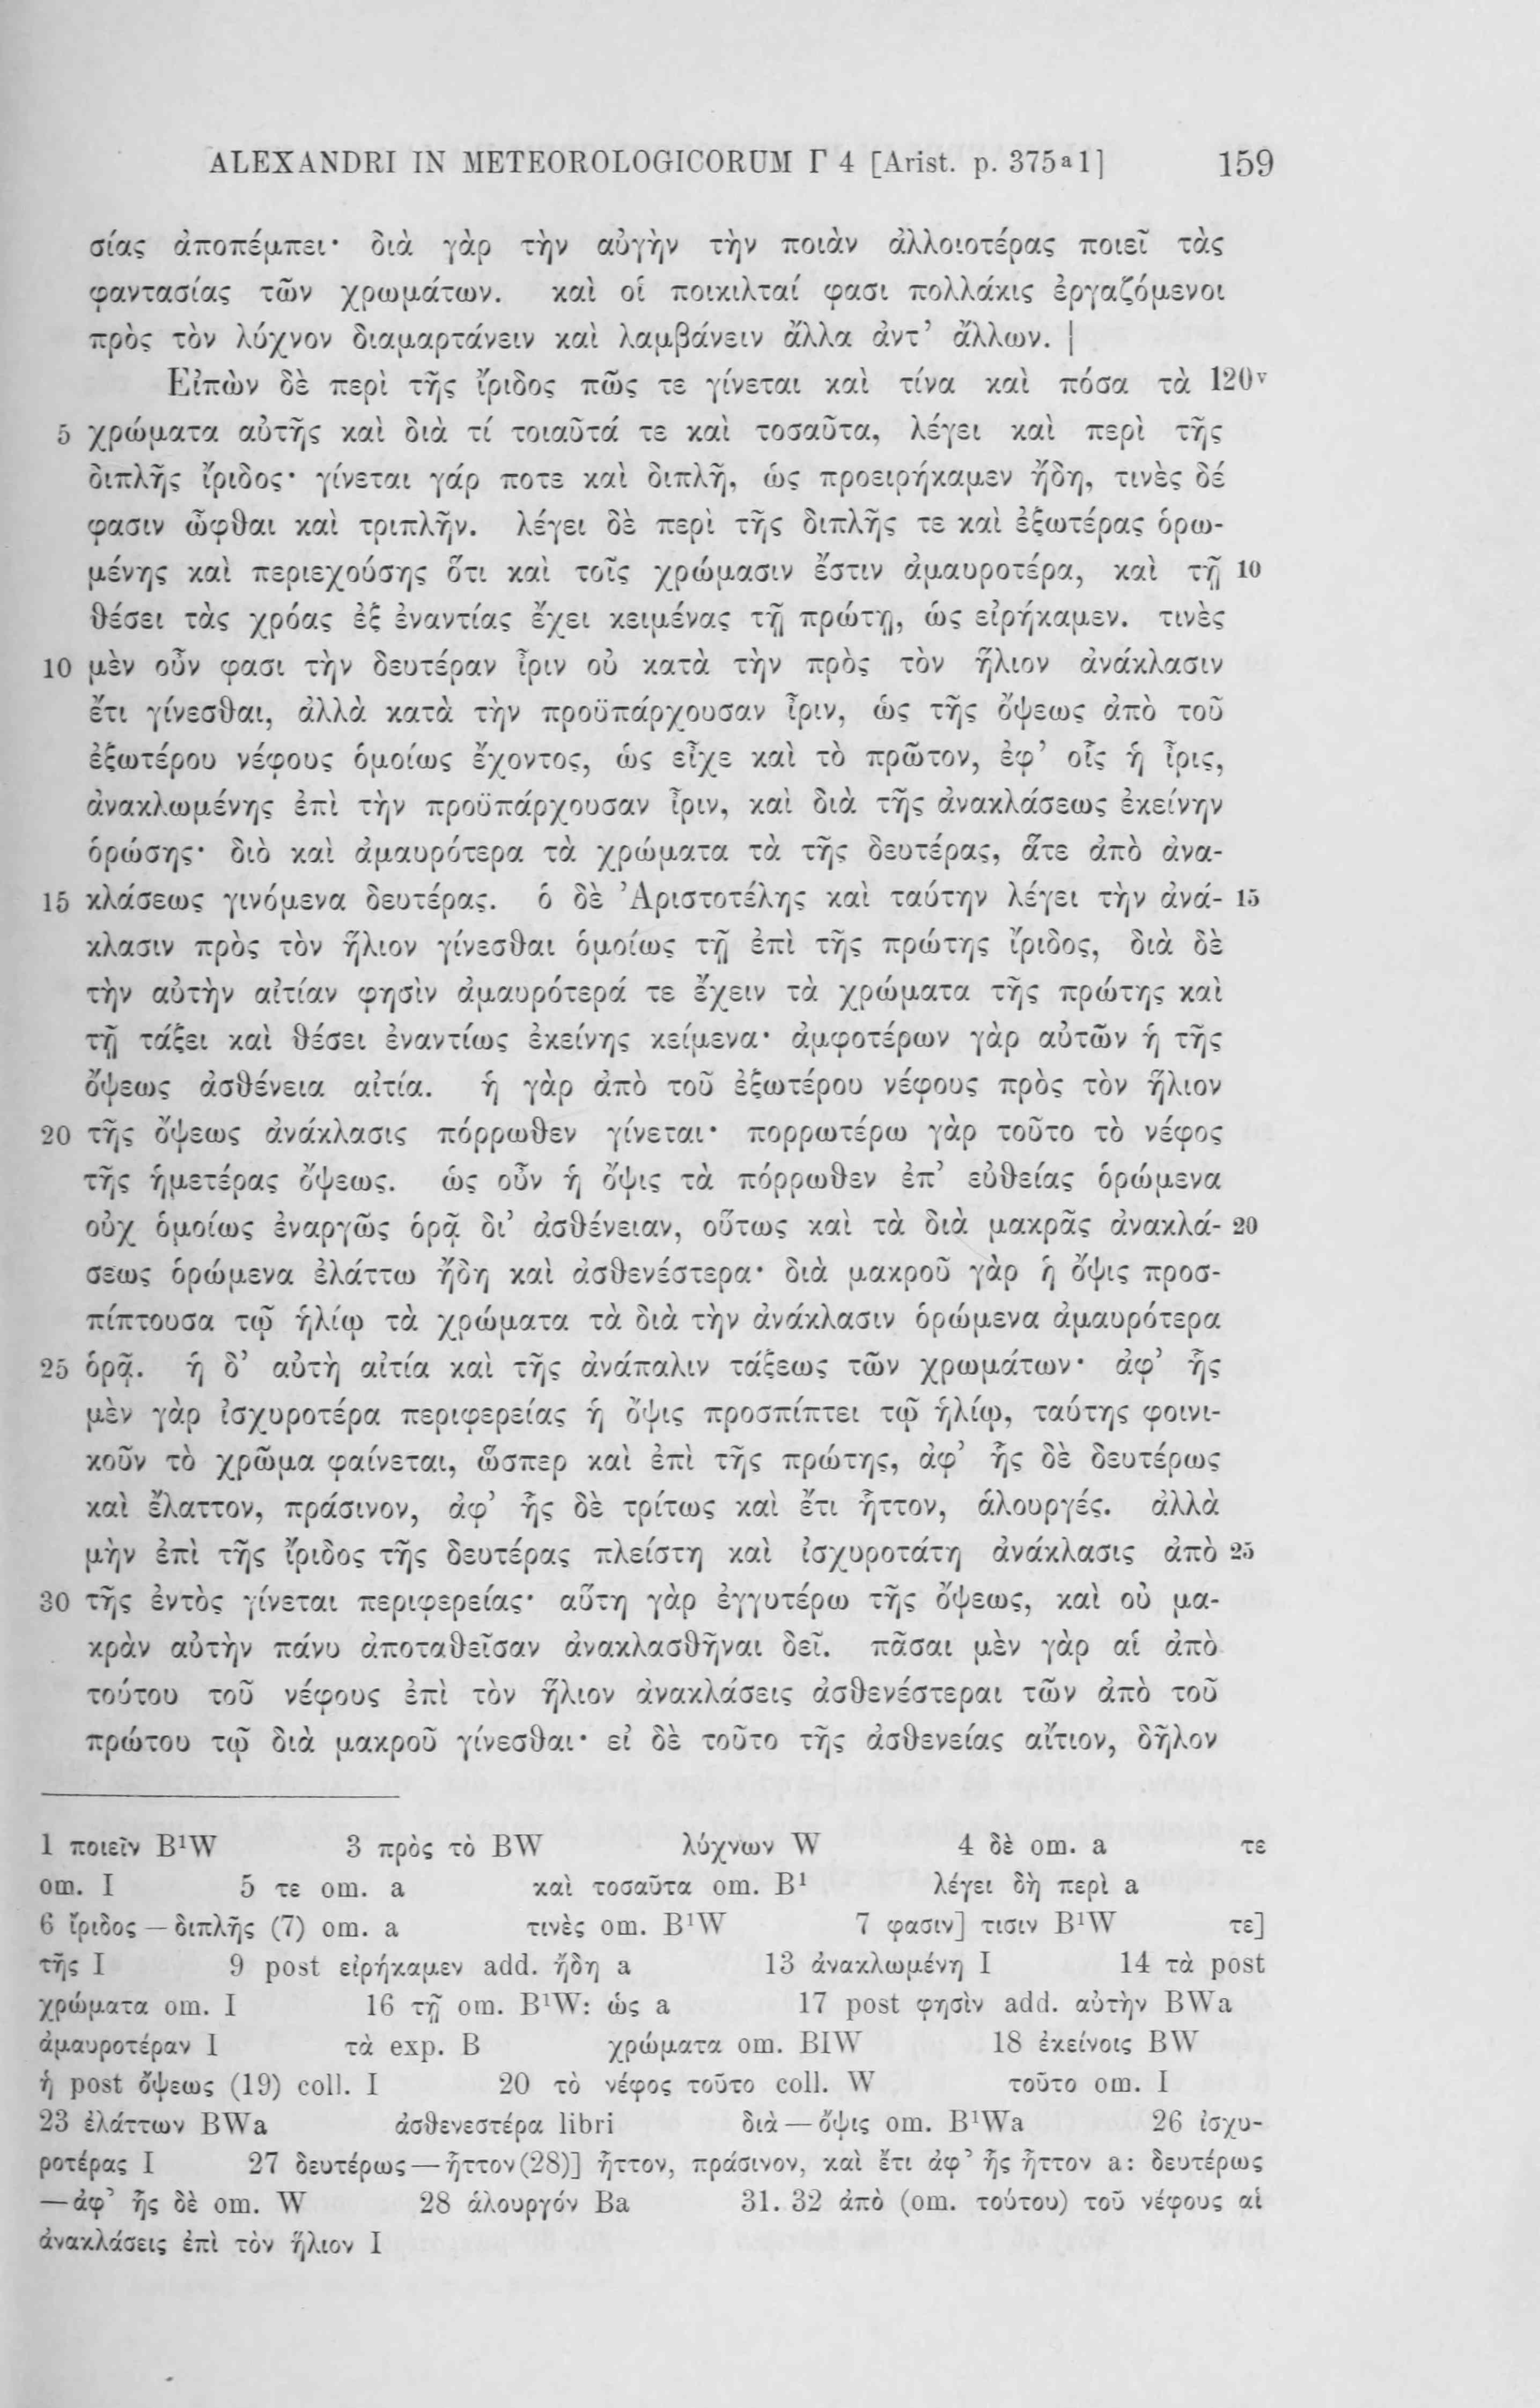 ALEXANDRI IN METEOROLOGICORUM Γ 4 [Arist. p. 375ᵃ1] 159
σίας ἀποπέμπει· διὰ γὰρ τὴν αὐγὴν τὴν ποιὰν ἀλλοιοτέρας ποιεῖ τὰς
φαντασίας τῶν χρωμάτων. καὶ οἱ ποικιλταί φασι πολλάκις ἐργαζόμενοι
πρὸς τὸν λύχνον διαμαρτάνειν καὶ λαμβάνειν ἄλλα ἀντ’ ἄλλων. |
Εἰπὼν δὲ περὶ τῆς ἴριδος πῶς τε γίνεται καὶ τίνα καὶ πόσα τὰ 120ᵛ
5 χρώματα αὐτῆς καὶ διὰ τί τοιαῦτά τε καὶ τοσαῦτα, λέγει καὶ περὶ τῆς
διπλῆς ἴριδος· γίνεται γάρ ποτε καὶ διπλῆ, ὡς προειρήκαμεν ἤδη, τινὲς δέ
φασιν ὦφθαι καὶ τριπλῆν. λέγει δὲ περὶ τῆς διπλῆς τε καὶ ἐξωτέρας ὁρω-
μένης καὶ περιεχούσης ὅτι καὶ τοῖς χρώμασιν ἔστιν ἀμαυροτέρα, καὶ τῇ 10
θέσει τὰς χρόας ἐξ ἐναντίας ἔχει κειμένας τῇ πρώτῃ, ὡς εἰρήκαμεν. τινὲς
10 μὲν οὖν φασι τὴν δευτέραν ἶριν οὐ κατὰ τὴν πρὸς τὸν ἥλιον ἀνάκλασιν
ἔτι γίνεσθαι, ἀλλὰ κατὰ τὴν προϋπάρχουσαν ἶριν, ὡς τῆς ὄψεως ἀπὸ τοῦ
ἐξωτέρου νέφους ὁμοίως ἔχοντος, ὡς εἶχε καὶ τὸ πρῶτον, ἐφ’ οἷς ἡ ἶρις,
ἀνακλωμένης ἐπὶ τὴν προϋπάρχουσαν ἶριν, καὶ διὰ τῆς ἀνακλάσεως ἐκείνην
ὁρώσης· διὸ καὶ ἀμαυρότερα τὰ χρώματα τὰ τῆς δευτέρας, ἅτε ἀπὸ ἀνα-
15 κλάσεως γινόμενα δευτέρας. ὁ δὲ Ἀριστοτέλης καὶ ταύτην λέγει τὴν ἀνά- 15
κλασιν πρὸς τὸν ἥλιον γίνεσθαι ὁμοίως τῇ ἐπὶ τῆς πρώτης ἴριδος, διὰ δὲ
τὴν αὐτὴν αἰτίαν φησὶν ἀμαυρότερά τε ἔχειν τὰ χρώματα τῆς πρώτης καὶ
τῇ τάξει καὶ θέσει ἐναντίως ἐκείνης κείμενα· ἀμφοτέρων γὰρ αὐτῶν ἡ τῆς
ὄψεως ἀσθένεια αἰτία. ἡ γὰρ ἀπὸ τοῦ ἐξωτέρου νέφους πρὸς τὸν ἥλιον
20 τῆς ὄψεως ἀνάκλασις πόρρωθεν γίνεται· πορρωτέρω γὰρ τοῦτο τὸ νέφος
τῆς ἡμετέρας ὄψεως. ὡς οὖν ἡ ὄψις τὰ πόρρωθεν ἐπ’ εὐθείας ὁρώμενα
οὐχ ὁμοίως ἐναργῶς ὁρᾷ δι’ ἀσθένειαν, οὕτως καὶ τὰ διὰ μακρᾶς ἀνακλά- 20
σεως ὁρώμενα ἐλάττω ἤδη καὶ ἀσθενέστερα· διὰ μακροῦ γὰρ ἡ ὄψις προσ-
πίπτουσα τῷ ἡλίῳ τὰ χρώματα τὰ διὰ τὴν ἀνάκλασιν ὁρώμενα ἀμαυρότερα
25 ὁρᾷ. ἡ δ’ αὐτὴ αἰτία καὶ τῆς ἀνάπαλιν τάξεως τῶν χρωμάτων· ἀφ’ ἧς
μὲν γὰρ ἰσχυροτέρα περιφερείας ἡ ὄψις προσπίπτει τῷ ἡλίῳ, ταύτης φοινι-
κοῦν τὸ χρῶμα φαίνεται, ὥσπερ καὶ ἐπὶ τῆς πρώτης, ἀφ’ ἧς δὲ δευτέρως
καὶ ἔλαττον, πράσινον, ἀφ’ ἧς δὲ τρίτως καὶ ἔτι ἧττον, ἁλουργές. ἀλλὰ
μὴν ἐπὶ τῆς ἴριδος τῆς δευτέρας πλείστη καὶ ἰσχυροτάτη ἀνάκλασις ἀπὸ 25
30 τῆς ἐντὸς γίνεται περιφερείας· αὕτη γὰρ ἐγγυτέρω τῆς ὄψεως, καὶ οὐ μα-
κρὰν αὐτὴν πάνυ ἀποταθεῖσαν ἀνακλασθῆναι δεῖ. πᾶσαι μὲν γὰρ αἱ ἀπὸ
τούτου τοῦ νέφους ἐπὶ τὸν ἥλιον ἀνακλάσεις ἀσθενέστεραι τῶν ἀπὸ τοῦ
πρώτου τῷ διὰ μακροῦ γίνεσθαι· εἰ δὲ τοῦτο τῆς ἀσθενείας αἴτιον, δῆλον
1 ποιεῖν B¹W 3 πρὸς τὸ BW λύχνων W 4 δὲ om. a τε
om. I 5 τε om. a καὶ τοσαῦτα om. B¹ λέγει δὴ περὶ a
6 ἴριδος — διπλῆς (7) om. a τινὲς om. B¹W 7 φασιν] τισιν B¹W τε]
τῆς I 9 post εἰρήκαμεν add. ἤδη a 13 ἀνακλωμένη I 14 τὰ post
χρώματα om. I 16 τῇ om. B¹W: ὡς a 17 post φησὶν add. αὐτὴν BWa
ἀμαυροτέραν I τὰ exp. B χρώματα om. BIW 18 ἐκείνοις BW
ἡ post ὄψεως (19) coll. I 20 τὸ νέφος τοῦτο coll. W τοῦτο om. I
23 ἐλάττων BWa ἀσθενεστέρα libri διὰ — ὄψις om. B¹Wa 26 ἰσχυ-
ροτέρας I 27 δευτέρως — ἧττον (28)] ἧττον, πράσινον, καὶ ἔτι ἀφ’ ἧς ἧττον a: δευτέρως
— ἀφ’ ἧς δὲ om. W 28 ἁλουργόν Ba 31. 32 ἀπὸ (om. τούτου) τοῦ νέφους αἱ
ἀνακλάσεις ἐπὶ τὸν ἥλιον I